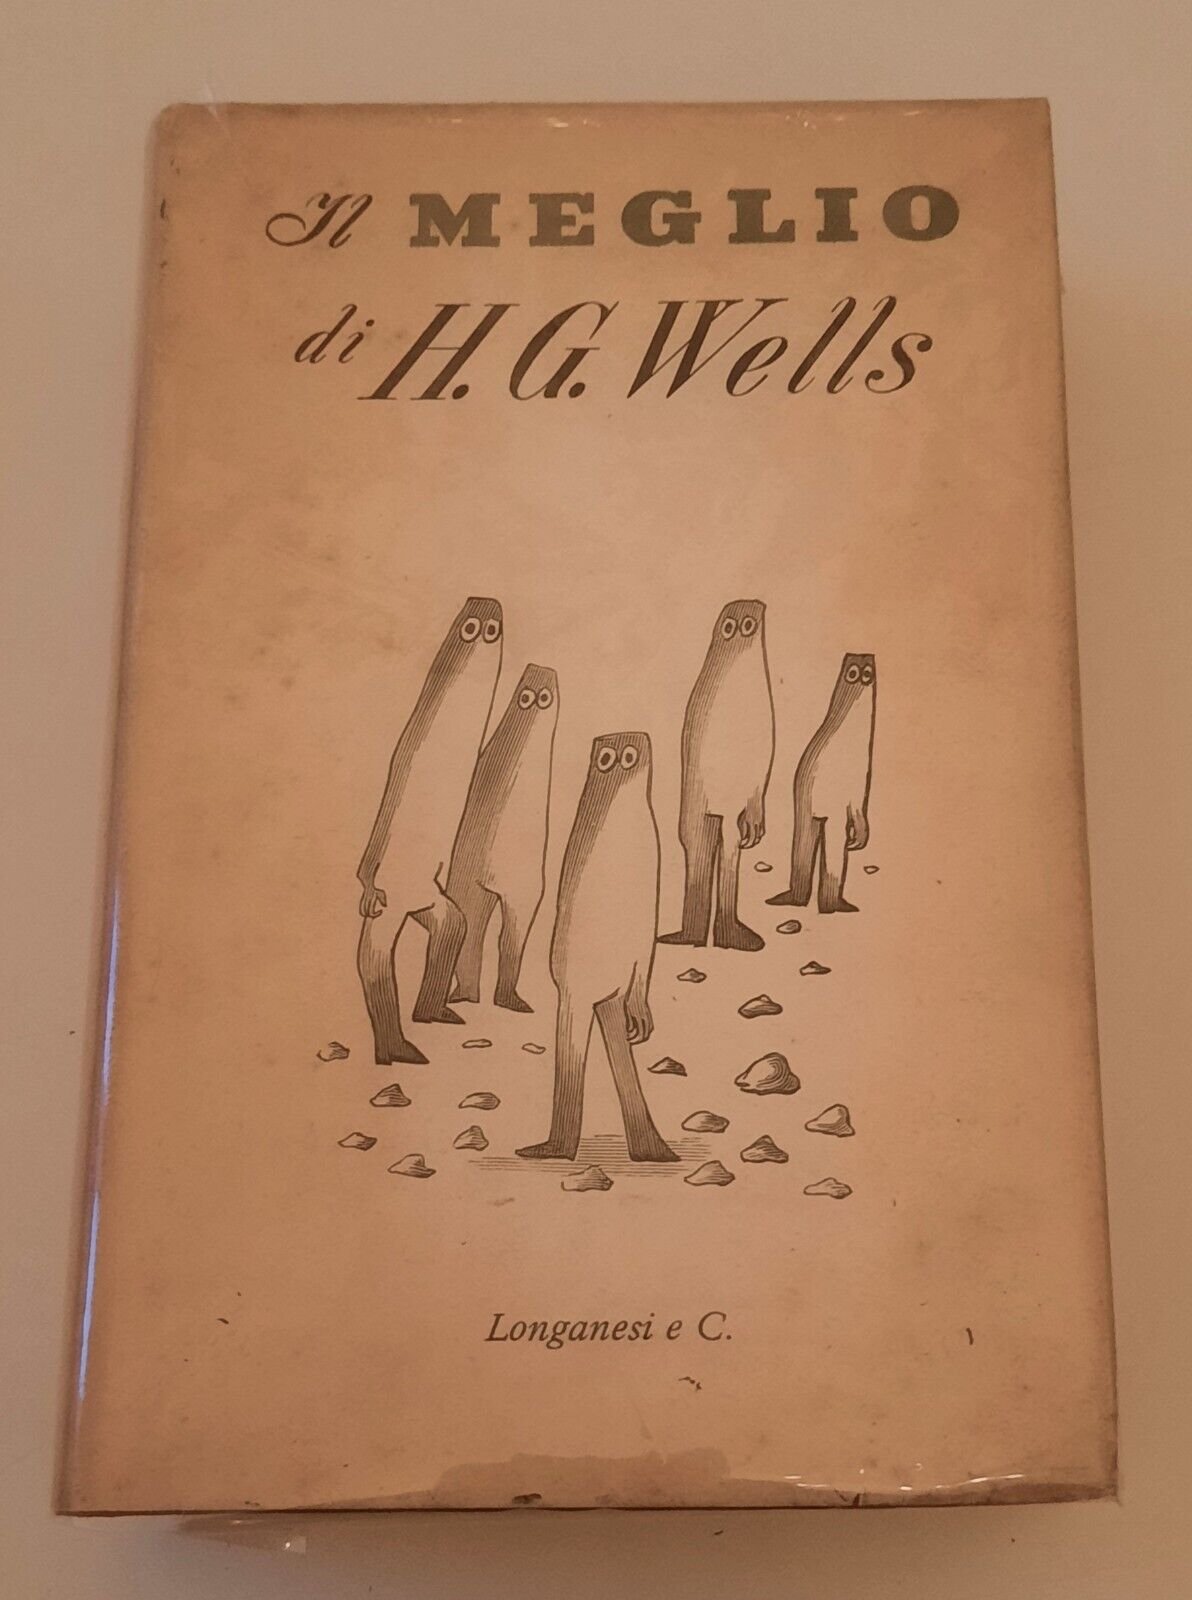 Il MEGLIO
di H. G. Wells
Longanesi e C.